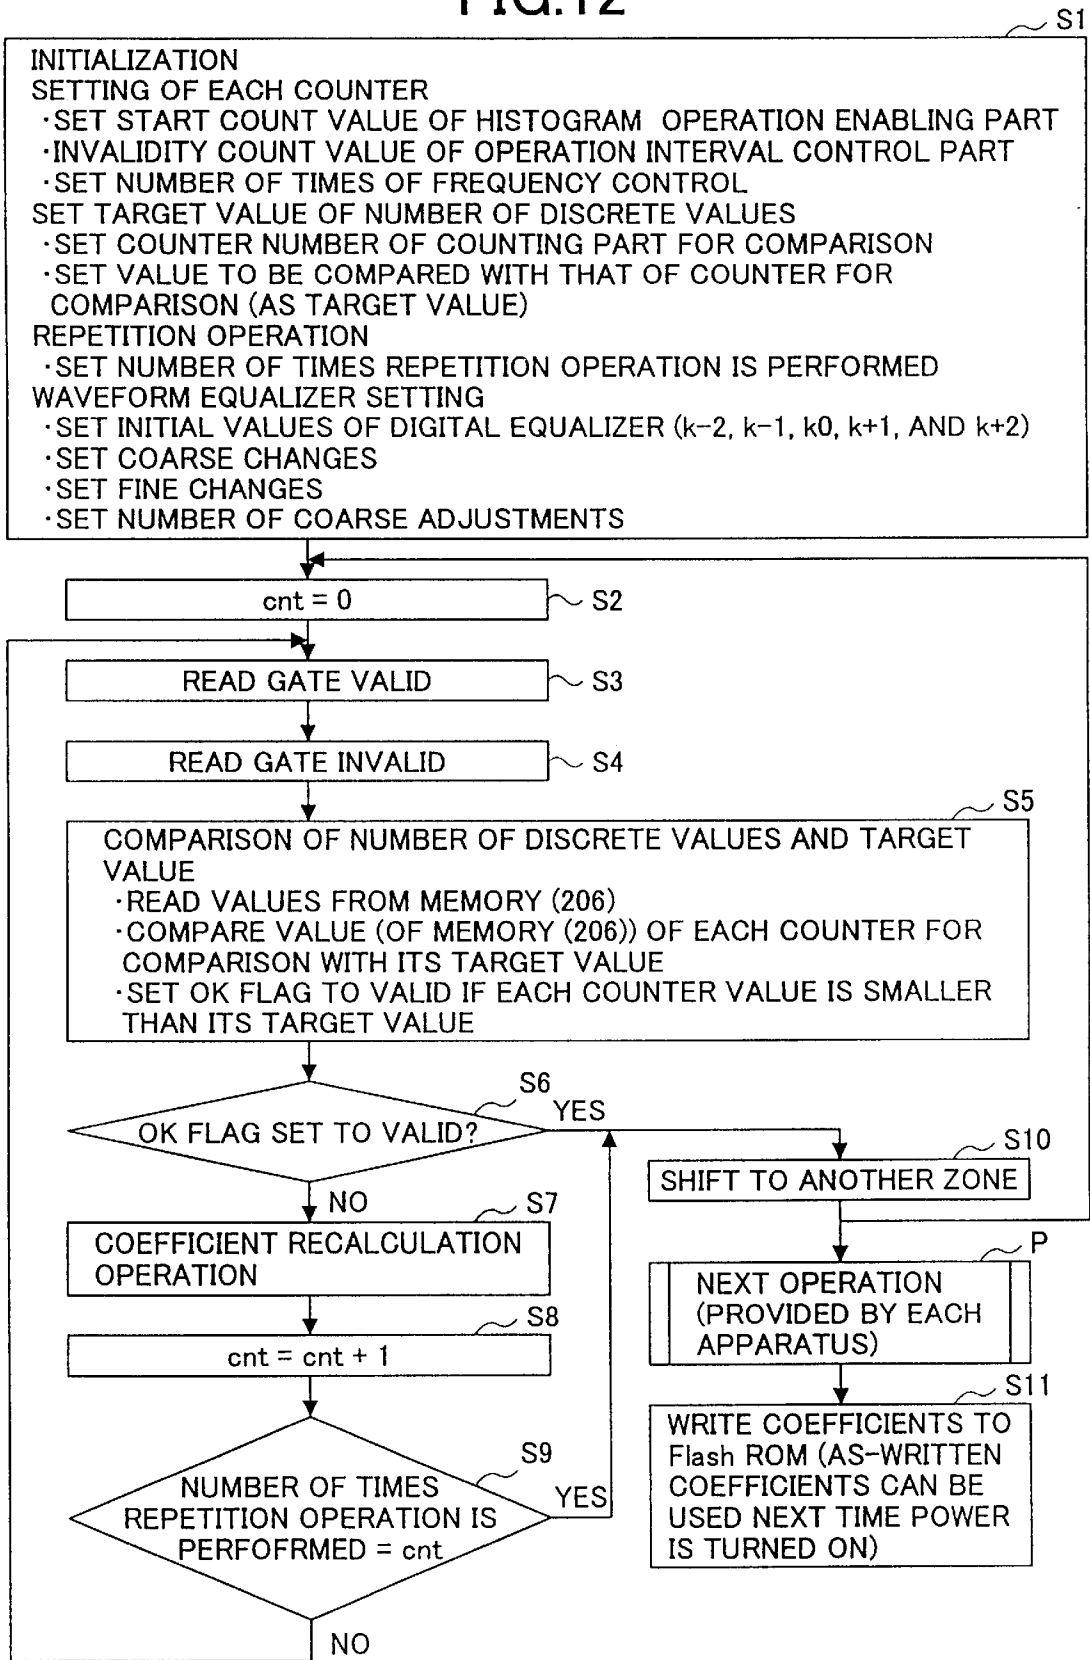 FIG.12
S1
INITIALIZATION
SETTING OF EACH COUNTER
·SET START COUNT VALUE OF HISTOGRAM OPERATION ENABLING PART
·INVALIDITY COUNT VALUE OF OPERATION INTERVAL CONTROL PART
·SET NUMBER OF TIMES OF FREQUENCY CONTROL
SET TARGET VALUE OF NUMBER OF DISCRETE VALUES
·SET COUNTER NUMBER OF COUNTING PART FOR COMPARISON
·SET VALUE TO BE COMPARED WITH THAT OF COUNTER FOR
COMPARISON (AS TARGET VALUE)
REPETITION OPERATION
·SET NUMBER OF TIMES REPETITION OPERATION IS PERFORMED
WAVEFORM EQUALIZER SETTING
·SET INITIAL VALUES OF DIGITAL EQUALIZER (k-2, k-1, k0, k+1, AND k+2)
·SET COARSE CHANGES
·SET FINE CHANGES
·SET NUMBER OF COARSE ADJUSTMENTS
cnt = 0
S2
READ GATE VALID
S3
READ GATE INVALID
S4
S5
COMPARISON OF NUMBER OF DISCRETE VALUES AND TARGET
VALUE
·READ VALUES FROM MEMORY (206)
·COMPARE VALUE (OF MEMORY (206)) OF EACH COUNTER FOR
COMPARISON WITH ITS TARGET VALUE
·SET OK FLAG TO VALID IF EACH COUNTER VALUE IS SMALLER
THAN ITS TARGET VALUE
S6
OK FLAG SET TO VALID?
YES
NO
S7
COEFFICIENT RECALCULATION
OPERATION
S8
cnt = cnt + 1
S9
NUMBER OF TIMES
REPETITION OPERATION IS
PERFOFRMED = cnt
YES
NO
S10
SHIFT TO ANOTHER ZONE
P
NEXT OPERATION
(PROVIDED BY EACH
APPARATUS)
S11
WRITE COEFFICIENTS TO
Flash ROM (AS-WRITTEN
COEFFICIENTS CAN BE
USED NEXT TIME POWER
IS TURNED ON)